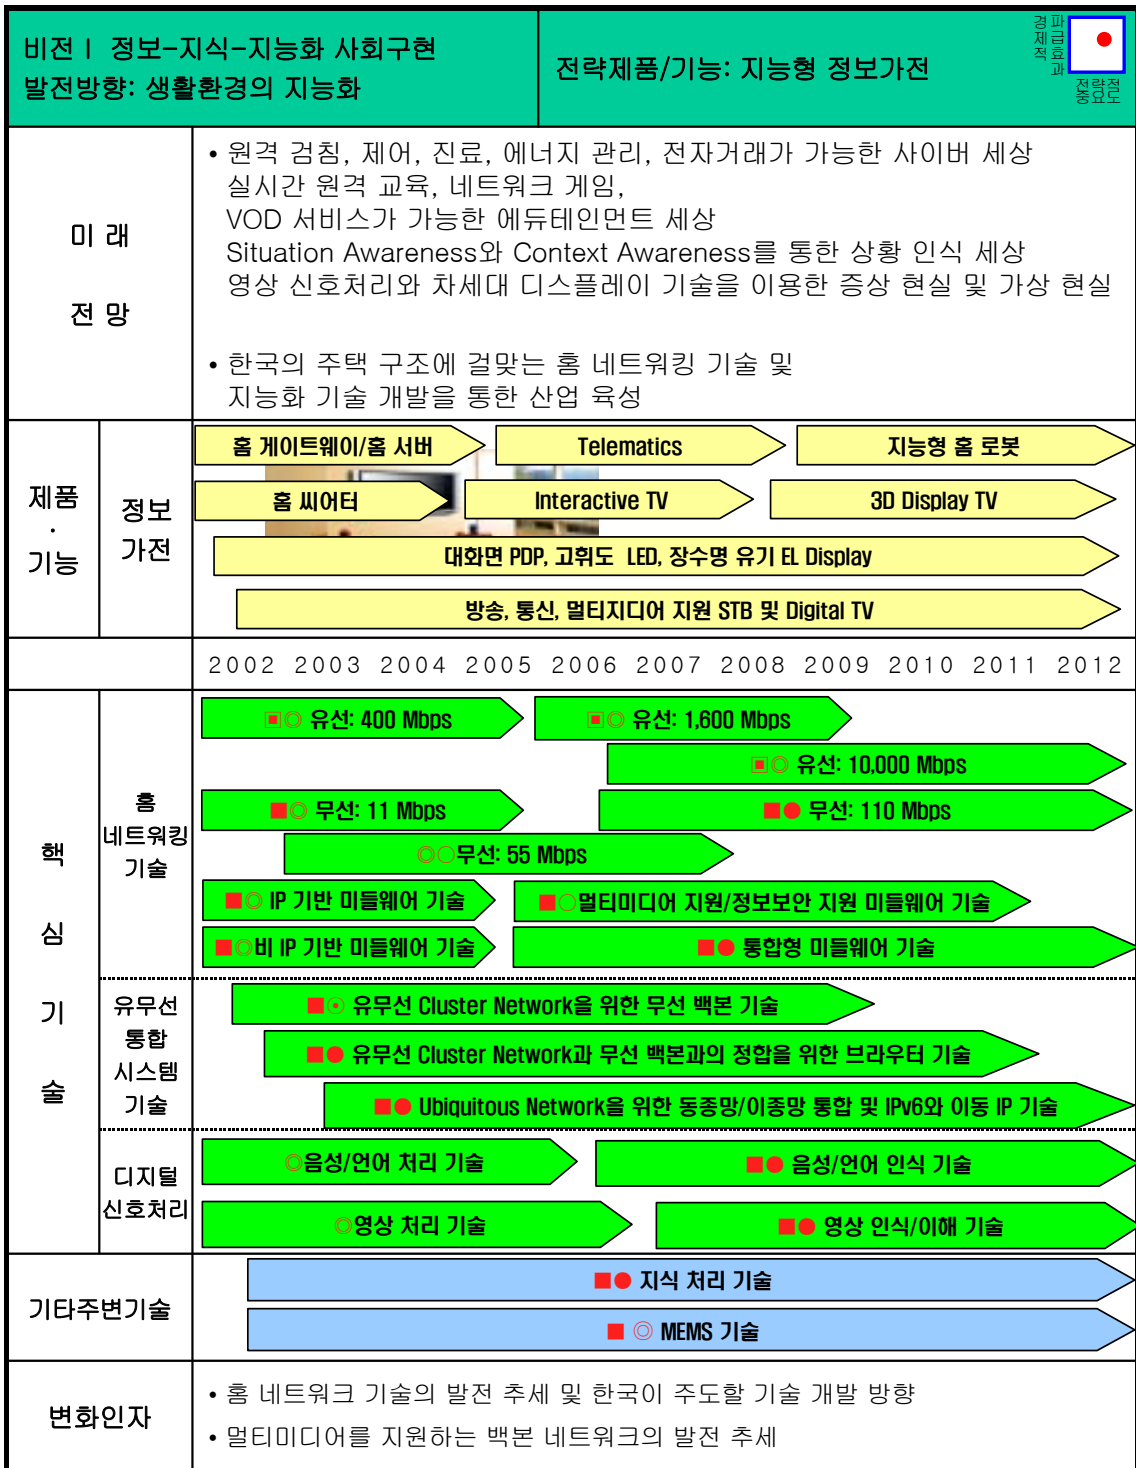 비전 I 정보-지식-지능화 사회구현
발전방향: 생활환경의 지능화
전략제품/기능: 지능형 정보가전
경제적
파급효과
전략적
중요도
미 래
전 망
• 원격 검침, 제어, 진료, 에너지 관리, 전자거래가 가능한 사이버 세상
실시간 원격 교육, 네트워크 게임,
VOD 서비스가 가능한 에듀테인먼트 세상
Situation Awareness와 Context Awareness를 통한 상황 인식 세상
영상 신호처리와 차세대 디스플레이 기술을 이용한 증상 현실 및 가상 현실
• 한국의 주택 구조에 걸맞는 홈 네트워킹 기술 및
지능화 기술 개발을 통한 산업 육성
제품
·
기능
정보
가전
홈 게이트웨이/홈 서버
Telematics
지능형 홈 로봇
홈 씨어터
Interactive TV
3D Display TV
대화면 PDP, 고휘도 LED, 장수명 유기 EL Display
방송, 통신, 멀티지디어 지원 STB 및 Digital TV
2002 2003 2004 2005 2006 2007 2008 2009 2010 2011 2012
핵
심
기
술
홈
네트워킹
기술
▣◎ 유선: 400 Mbps
▣◎ 유선: 1,600 Mbps
▣◎ 유선: 10,000 Mbps
■◎ 무선: 11 Mbps
■● 무선: 110 Mbps
◎○무선: 55 Mbps
■◎ IP 기반 미들웨어 기술
■○멀티미디어 지원/정보보안 지원 미들웨어 기술
■◎비 IP 기반 미들웨어 기술
■● 통합형 미들웨어 기술
유무선
통합
시스템
기술
■⊙ 유무선 Cluster Network을 위한 무선 백본 기술
■● 유무선 Cluster Network과 무선 백본과의 정합을 위한 브라우터 기술
■● Ubiquitous Network을 위한 동종망/이종망 통합 및 IPv6와 이동 IP 기술
디지털
신호처리
◎음성/언어 처리 기술
■● 음성/언어 인식 기술
◎영상 처리 기술
■● 영상 인식/이해 기술
기타주변기술
■● 지식 처리 기술
■ ◎ MEMS 기술
변화인자
• 홈 네트워크 기술의 발전 추세 및 한국이 주도할 기술 개발 방향
• 멀티미디어를 지원하는 백본 네트워크의 발전 추세